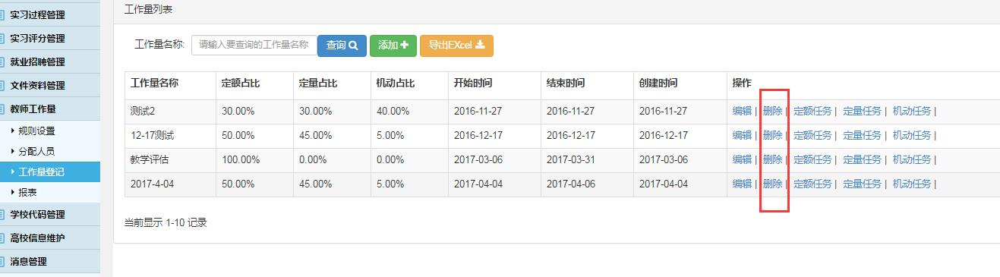 实习过程管理
实习评分管理
就业招聘管理
文件资料管理
教师工作量
规则设置
分配人员
工作量登记
报表
学校代码管理
高校信息维护
消息管理
工作量列表
工作量名称: 请输入要查询的工作量名称 查询 添加 导出EXcel
工作量名称 定额占比 定量占比 机动占比 开始时间 结束时间 创建时间 操作
测试2 30.00% 30.00% 40.00% 2016-11-27 2016-11-27 2016-11-27 编辑 | 删除 | 定额任务 | 定量任务 | 机动任务 |
12-17测试 50.00% 45.00% 5.00% 2016-12-17 2016-12-17 2016-12-17 编辑 | 删除 | 定额任务 | 定量任务 | 机动任务 |
教学评估 100.00% 0.00% 0.00% 2017-03-06 2017-03-31 2017-03-06 编辑 | 删除 | 定额任务 | 定量任务 | 机动任务 |
2017-4-04 50.00% 45.00% 5.00% 2017-04-04 2017-04-06 2017-04-04 编辑 | 删除 | 定额任务 | 定量任务 | 机动任务 |
当前显示 1-10 记录